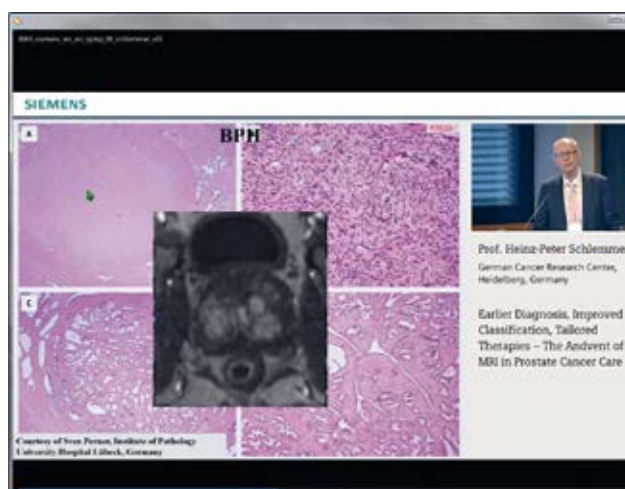 SIEMENS
A
BPH
C
Prof. Heinz-Peter Schlemmer
German Cancer Research Center,
Heidelberg, Germany
Earlier Diagnosis, Improved
Classification, Tailored
Therapies – The Andvent of
MRI in Prostate Cancer Care
Courtesy of Sven Perner, Institute of Pathology
University Hospital Lübeck, Germany